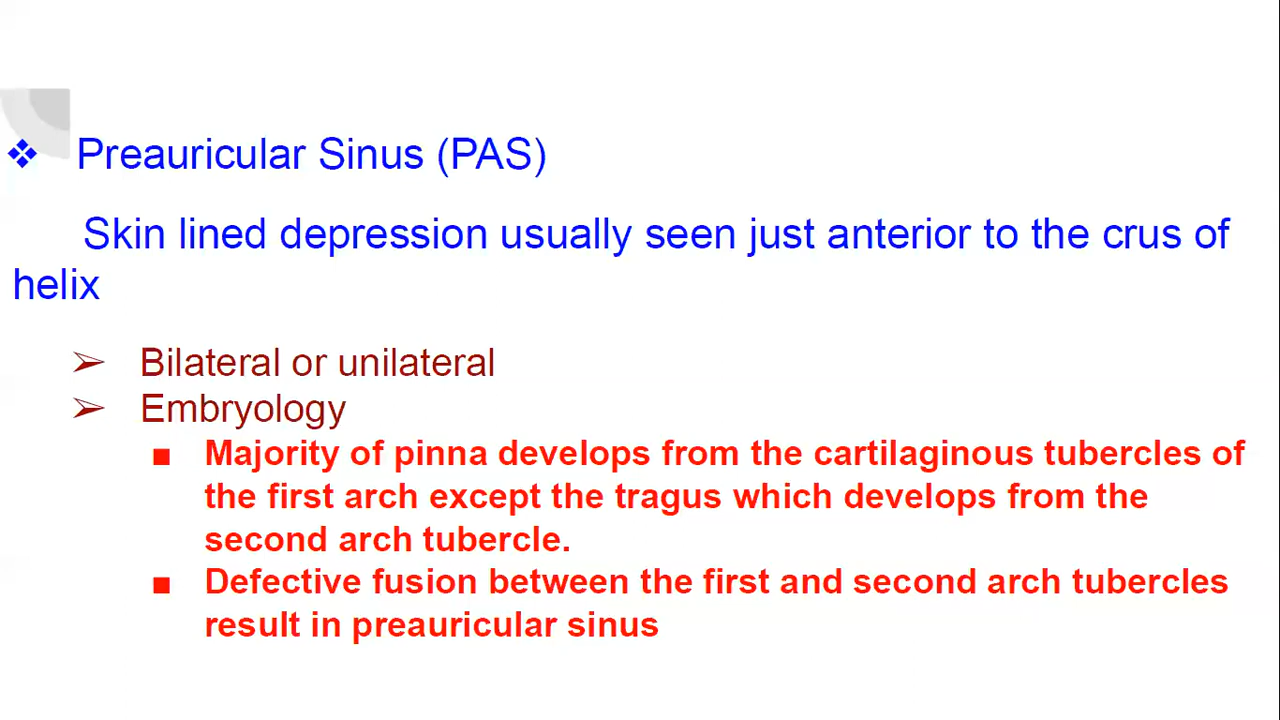 ❖ Preauricular Sinus (PAS)
Skin lined depression usually seen just anterior to the crus of
helix
➢ Bilateral or unilateral
➢ Embryology
■ Majority of pinna develops from the cartilaginous tubercles of
the first arch except the tragus which develops from the
second arch tubercle.
■ Defective fusion between the first and second arch tubercles
result in preauricular sinus